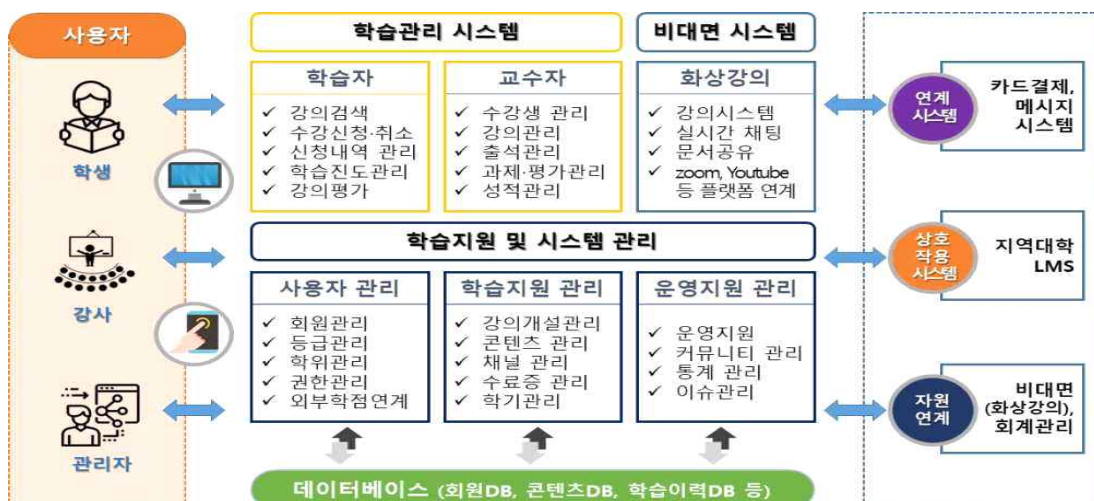 사용자
학생
강사
관리자
학습관리 시스템
학습자
✓ 강의검색
✓ 수강신청·취소
✓ 신청내역 관리
✓ 학습진도관리
✓ 강의평가
교수자
✓ 수강생 관리
✓ 강의관리
✓ 출석관리
✓ 과제·평가관리
✓ 성적관리
비대면 시스템
화상강의
✓ 강의시스템
✓ 실시간 채팅
✓ 문서공유
✓ zoom, Youtube
등 플랫폼 연계
학습지원 및 시스템 관리
사용자 관리
✓ 회원관리
✓ 등급관리
✓ 학위관리
✓ 권한관리
✓ 외부학점연계
학습지원 관리
✓ 강의개설관리
✓ 콘텐츠 관리
✓ 채널 관리
✓ 수료증 관리
✓ 학기관리
운영지원 관리
✓ 운영지원
✓ 커뮤니티 관리
✓ 통계 관리
✓ 이슈관리
데이터베이스 (회원DB, 콘텐츠DB, 학습이력DB 등)
연계
시스템
카드결제,
메시지
시스템
상호
작용
시스템
지역대학
LMS
자원
연계
비대면
(화상강의),
회계관리